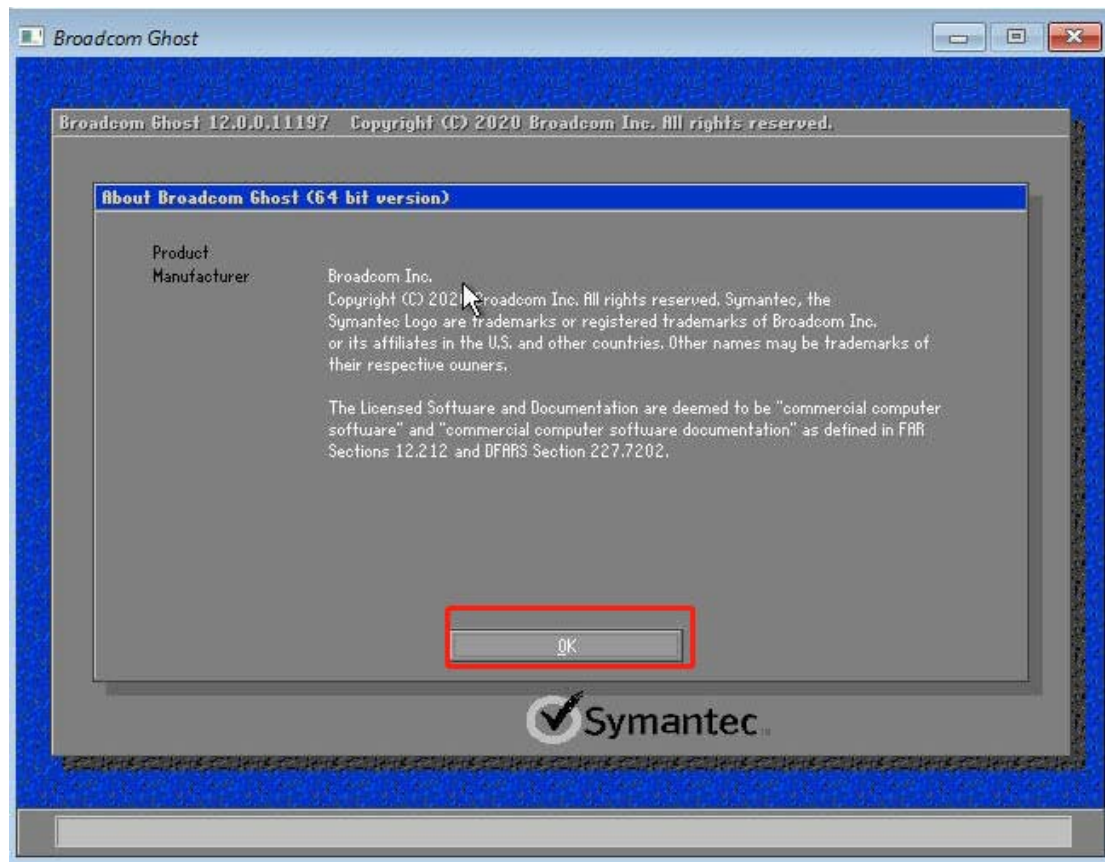 Broadcom Ghost
Broadcom Ghost 12.0.0.11197 Copyright (C) 2020 Broadcom Inc. All rights reserved.
About Broadcom Ghost (64 bit version)
Product
Manufacturer Broadcom Inc.
Copyright (C) 202 Broadcom Inc. All rights reserved. Symantec, the
Symantec Logo are trademarks or registered trademarks of Broadcom Inc.
or its affiliates in the U.S. and other countries. Other names may be trademarks of
their respective owners.
The Licensed Software and Documentation are deemed to be "commercial computer
software" and "commercial computer software documentation" as defined in FAR
Sections 12.212 and DFARS Section 227.7202.
OK
Symantec